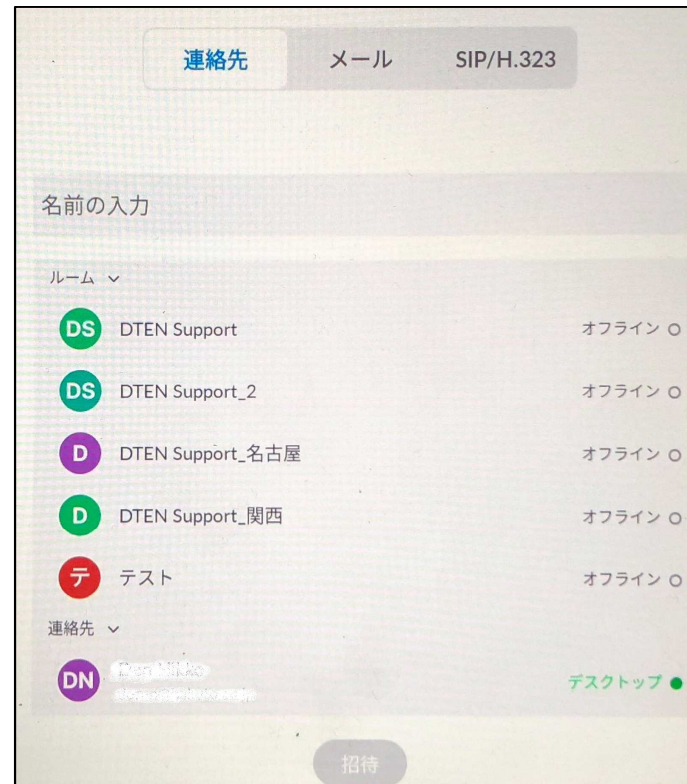 連絡先 メール SIP/H.323
名前の入力
ルーム
DS DTEN Support オフライン
DS DTEN Support_2 オフライン
D DTEN Support_名古屋 オフライン
D DTEN Support_関西 オフライン
テ テスト オフライン
連絡先
DN デスクトップ
招待